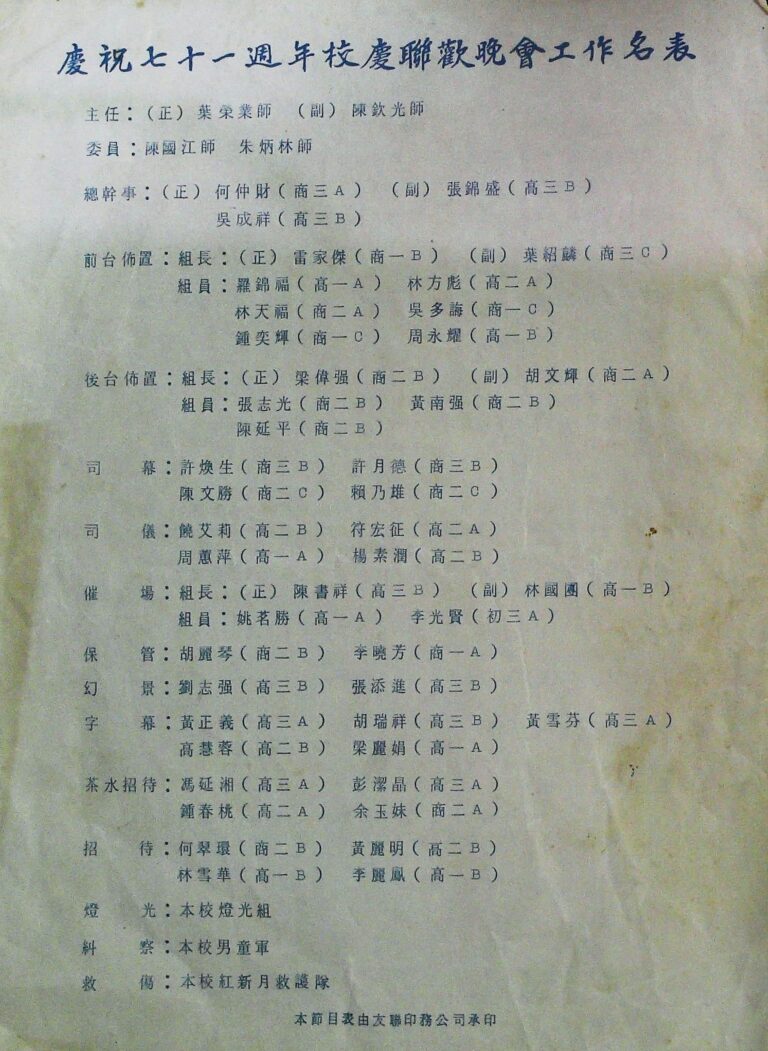 慶祝七十一週年校慶聯歡晚會工作名表
主任：（正）葉榮業師　（副）陳欽光師
委員：陳國江師　朱炳林師
總幹事：（正）何仲財（商三A）　（副）張錦盛（高三B）
吳成祥（高三B）
前台佈置：組長：（正）雷家傑（商一B）　（副）葉紹麟（商三C）
組員：羅錦福（高一A）　林方彪（高二A）
林天福（商二A）　吳多誨（商一C）
鍾奕輝（商一C）　周永耀（高一B）
後台佈置：組長：（正）梁偉强（商二B）　（副）胡文輝（商二A）
組員：張志光（商二B）　黃南强（商二B）
陳延平（商二B）
司　幕：許煥生（商三B）　許月德（商三B）
陳文勝（商二C）　賴乃雄（商二C）
司　儀：饒艾莉（高二B）　符宏征（高二A）
周蕙萍（高一A）　楊素潤（高二B）
催　場：組長：（正）陳書祥（高三B）　（副）林國團（高一B）
組員：姚茗勝（高一A）　李光賢（初三A）
保　管：胡麗琴（商二B）　李曉芳（商一A）
幻　景：劉志强（高三B）　張添進（高三B）
字　幕：黃正義（高三A）　胡瑞祥（高三B）　黃雪芬（高三A）
高慧蓉（高二B）　梁麗娟（高一A）
茶水招待：馮延湘（高三A）　彭潔晶（高三A）
鍾春桃（高二A）　余玉妹（商二A）
招　待：何翠環（商二B）　黃麗明（高二B）
林雪華（高一B）　李麗鳳（高一B）
燈　光：本校燈光組
糾　察：本校男童軍
救　傷：本校紅新月救護隊
本節目表由友聯印務公司承印